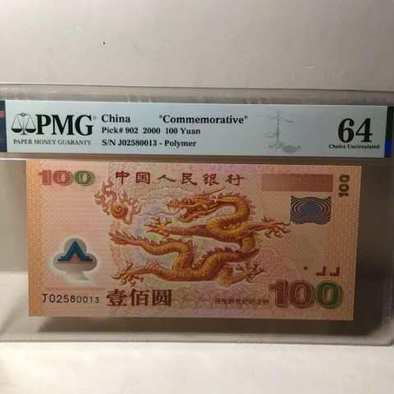 PMG China "Commemorative" 64
PAPER MONEY GUARANTY Pick# 902 2000 100 Yuan Choice Uncirculated
S/N J02580013 - Polymer
100 中国人民银行 100
J02580013 壹佰圆 100